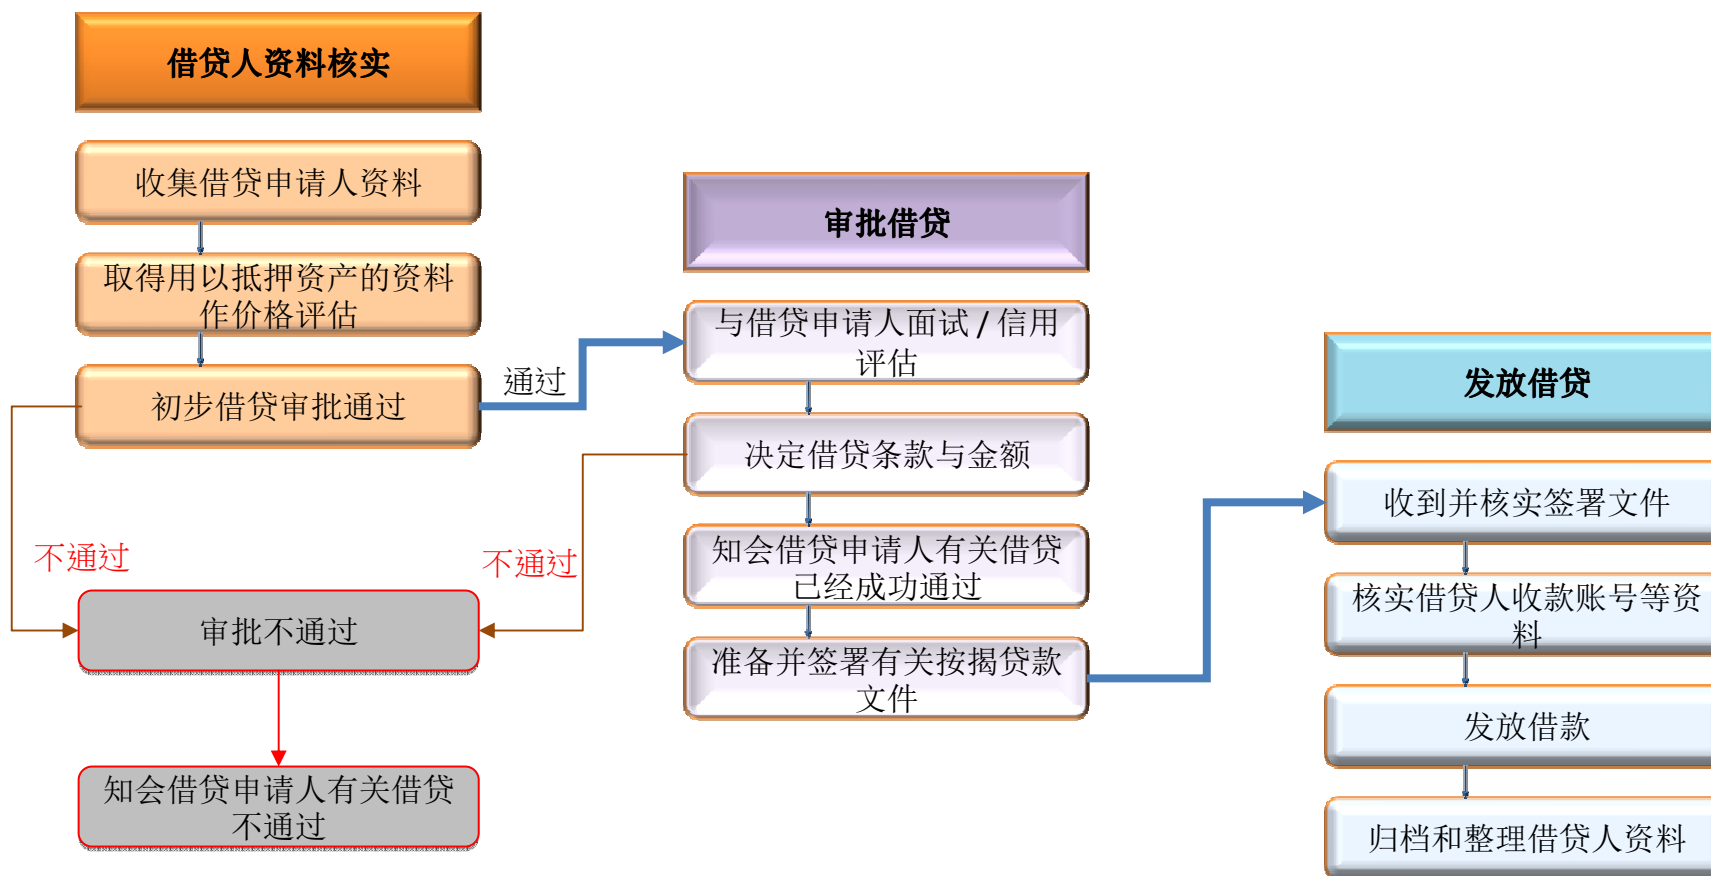 借贷人资料核实
收集借贷申请人资料
取得用以抵押资产的资料
作价格评估
初步借贷审批通过
通过
不通过
审批不通过
知会借贷申请人有关借贷
不通过
审批借贷
与借贷申请人面试 / 信用
评估
决定借贷条款与金额
不通过
知会借贷申请人有关借贷
已经成功通过
准备并签署有关按揭贷款
文件
发放借贷
收到并核实签署文件
核实借贷人收款账号等资
料
发放借款
归档和整理借贷人资料